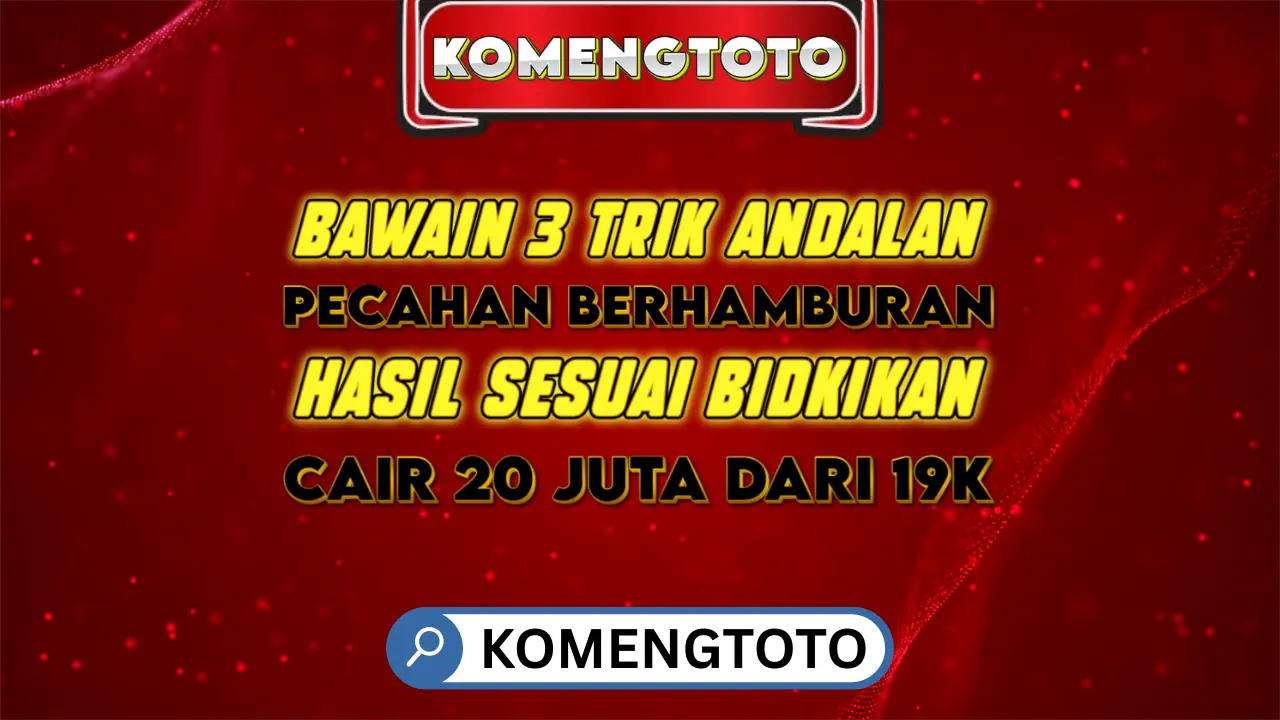 KOMENGTOTO
BAWAIN 3 TRIK ANDALAN
PECAHAN BERHAMBURAN
HASIL SESUAI BIDKIKAN
CAIR 20 JUTA DARI 19K
KOMENGTOTO